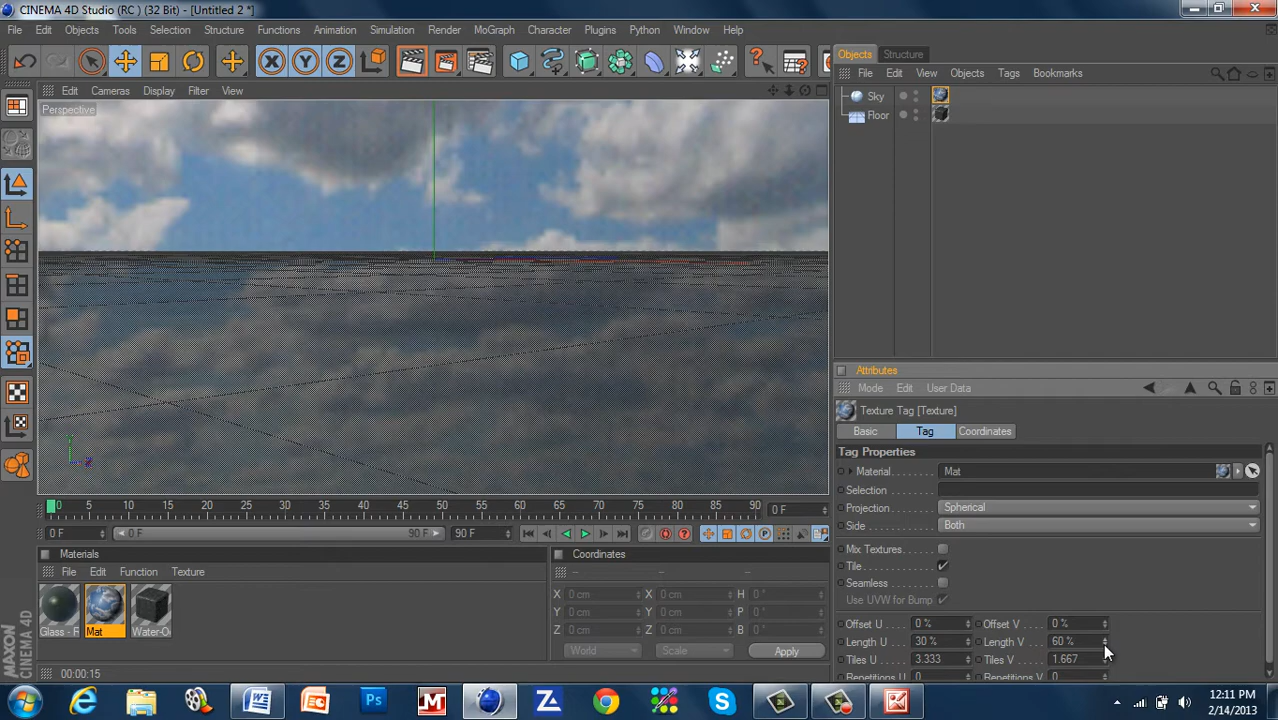 CINEMA 4D Studio (RC ) (32 Bit) - [Untitled 2 *]
File Edit Objects Tools Selection Structure Functions Animation Simulation Render MoGraph Character Plugins Python Window Help
Objects Structure
File Edit View Objects Tags Bookmarks
Edit Cameras Display Filter View
Perspective
Sky
Floor
X Y Z
Y
Attributes
Mode Edit User Data
Texture Tag [Texture]
Basic Tag Coordinates
Tag Properties
Material Mat
Selection
Projection Spherical
Side Both
Mix Textures
Tile
Seamless
Use UVW for Bump
Offset U 0 % Offset V 0 %
Length U 30 % Length V 60 %
Tiles U 3.333 Tiles V 1.667
Repetitions U 0 Repetitions V 0
0 5 10 15 20 25 30 35 40 45 50 55 60 65 70 75 80 85 90 0 F
0 F 0 F 90 F 90 F
Materials
File Edit Function Texture
Glass - F Mat Water-O
Coordinates
-- -- --
X 0 cm X 0 cm H 0 °
Y 0 cm Y 0 cm P 0 °
Z 0 cm Z 0 cm B 0 °
World Scale Apply
MAXON CINEMA 4D
00:00:15
12:11 PM
2/14/2013